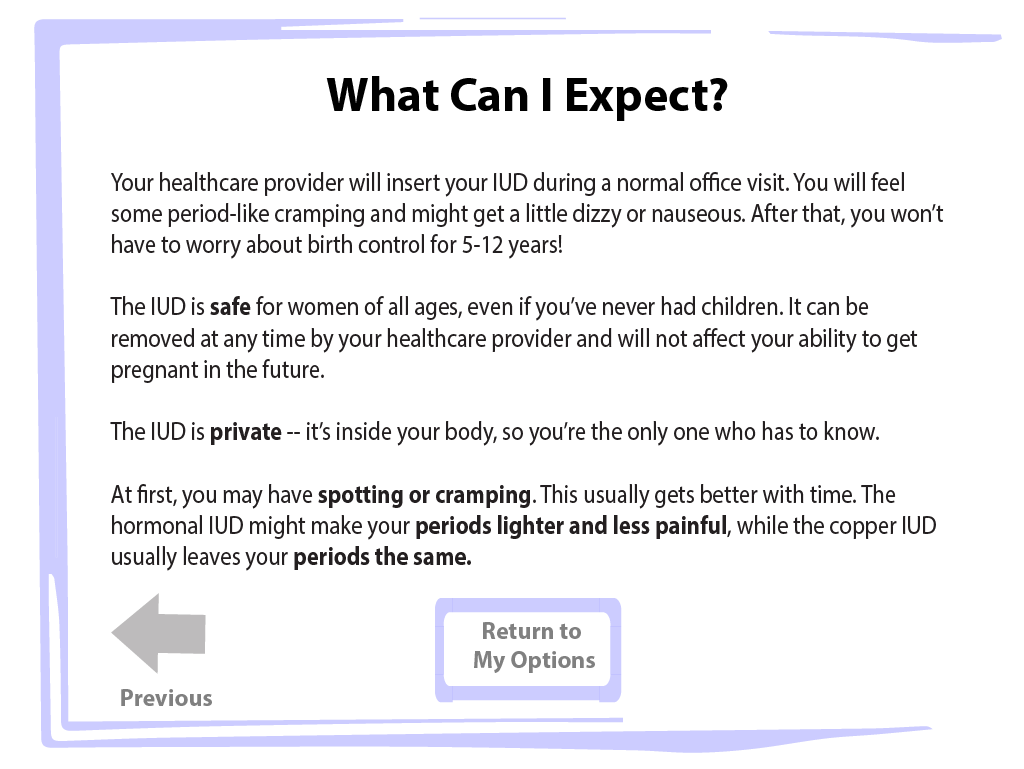 What Can I Expect?
Your healthcare provider will insert your IUD during a normal office visit. You will feel
some period-like cramping and might get a little dizzy or nauseous. After that, you won’t
have to worry about birth control for 5-12 years!
The IUD is safe for women of all ages, even if you’ve never had children. It can be
removed at any time by your healthcare provider and will not affect your ability to get
pregnant in the future.
The IUD is private -- it’s inside your body, so you’re the only one who has to know.
At first, you may have spotting or cramping. This usually gets better with time. The
hormonal IUD might make your periods lighter and less painful, while the copper IUD
usually leaves your periods the same.
Return to
My Options
Previous